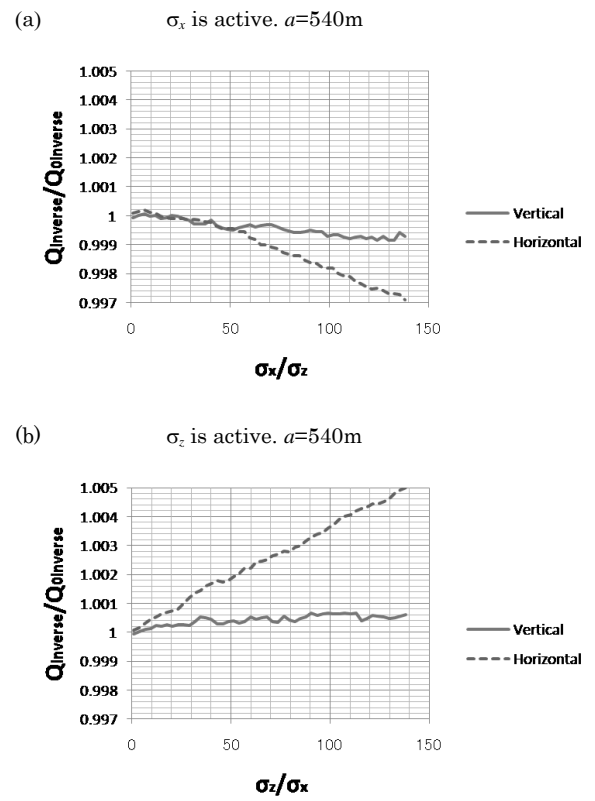 (a)
σx is active. a=540m
QInverse/Q0Inverse
1.005
1.004
1.003
1.002
1.001
1
0.999
0.998
0.997
0 50 100 150
σx/σz
Vertical
Horizontal
(b)
σz is active. a=540m
QInverse/Q0Inverse
1.005
1.004
1.003
1.002
1.001
1
0.999
0.998
0.997
0 50 100 150
σz/σx
Vertical
Horizontal